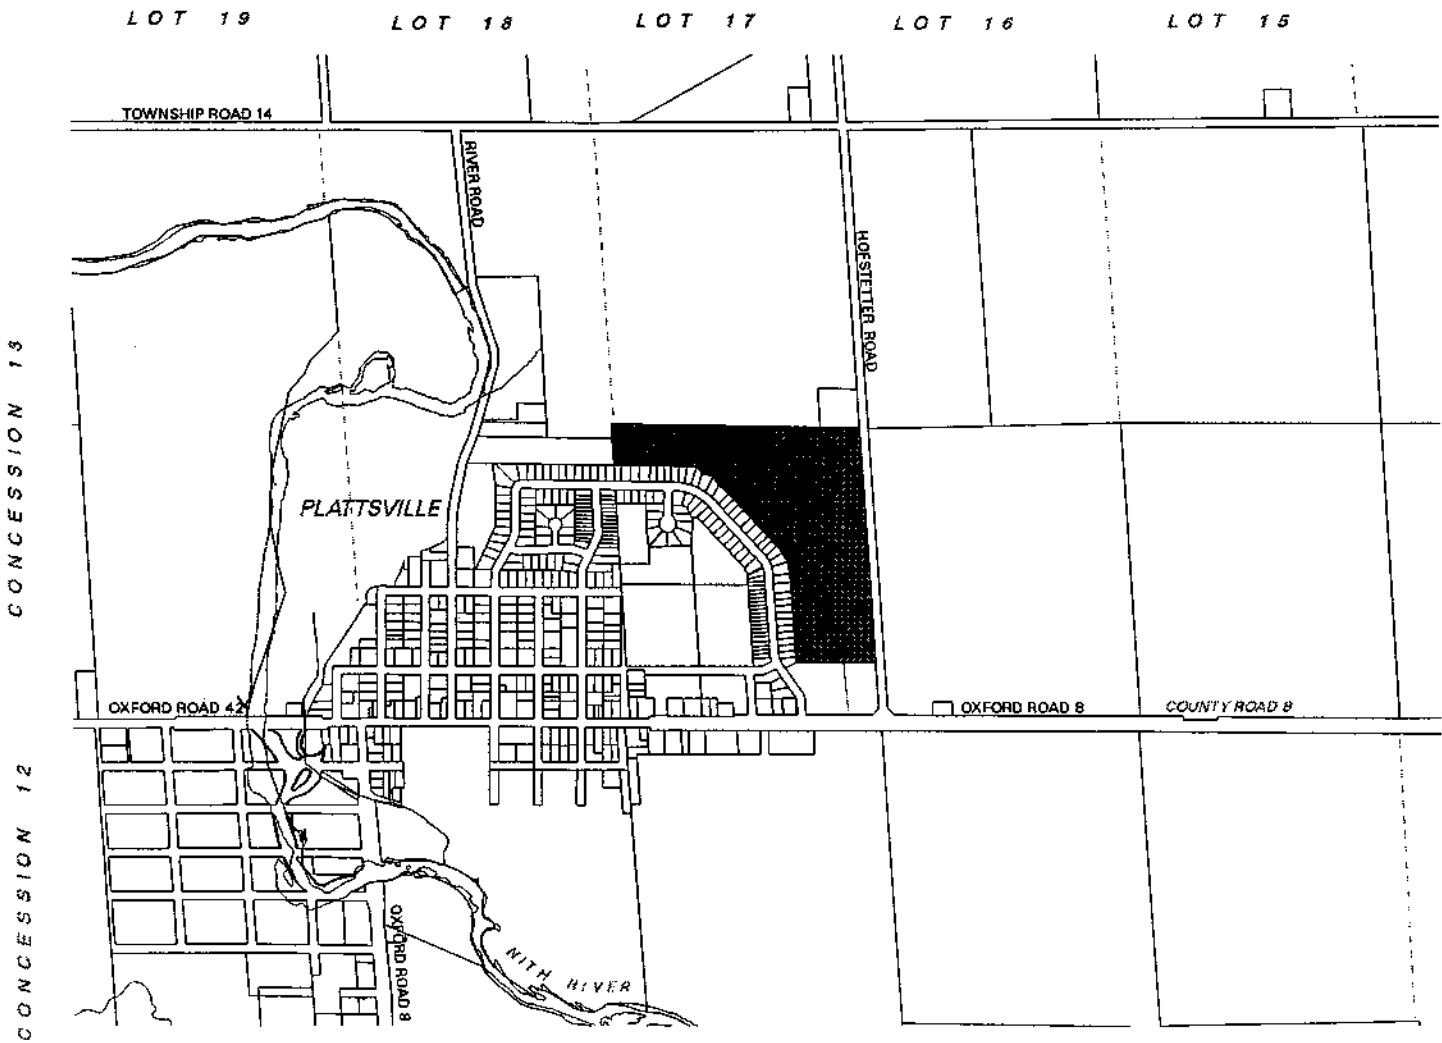 LOT 19 LOT 18 LOT 17 LOT 16 LOT 15
TOWNSHIP ROAD 14
RIVER ROAD
HOFSTETTER ROAD
CONCESSION 13
PLATTSVILLE
OXFORD ROAD 42 OXFORD ROAD 8 COUNTY ROAD 8
CONCESSION 12
OXFORD ROAD 8
NITH RIVER